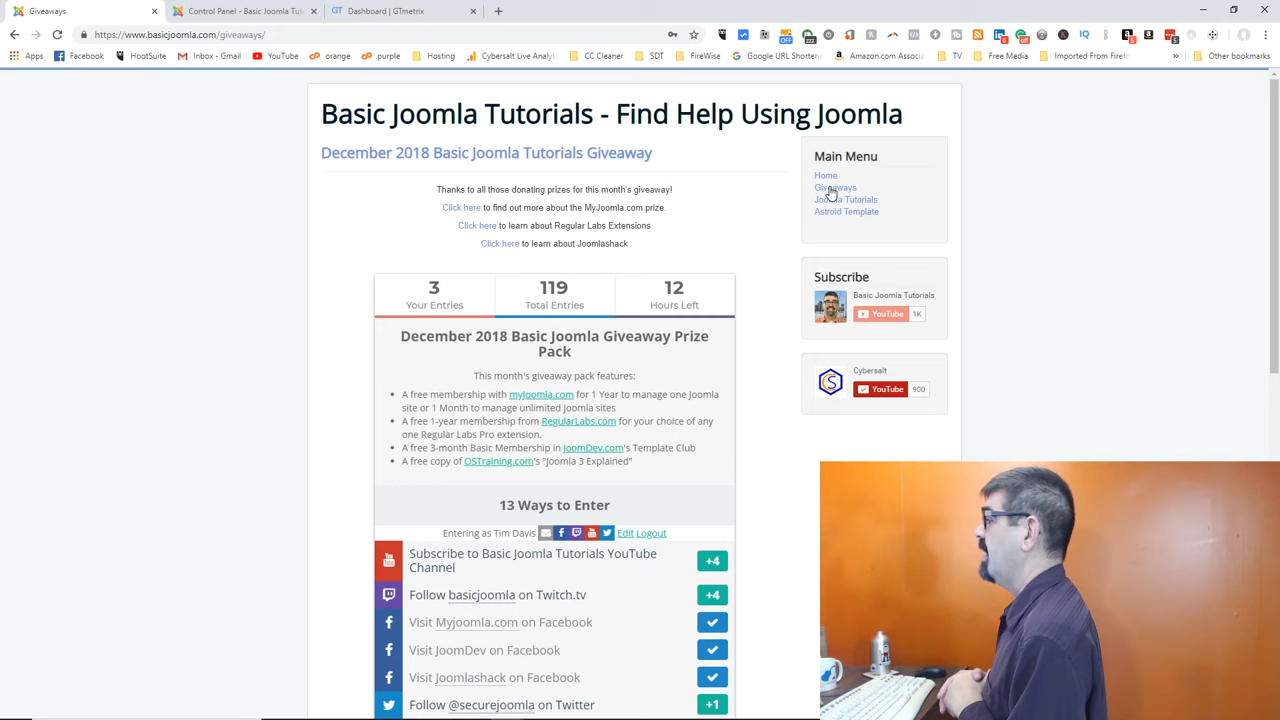 Giveaways
Control Panel - Basic Joomla Tut
Dashboard | GTmetrix
https://www.basicjoomla.com/giveaways/
Apps
Facebook
HootSuite
Inbox - Gmail
YouTube
orange
purple
Hosting
Cybersalt Live Analyt
CC Cleaner
SDT
FireWise
Google URL Shortene
Amazon.com Associa
TV
Free Media
Imported From Firef
Other bookmarks
Basic Joomla Tutorials - Find Help Using Joomla
December 2018 Basic Joomla Tutorials Giveaway
Thanks to all those donating prizes for this month's giveaway!
Click here to find out more about the MyJoomla.com prize.
Click here to learn about Regular Labs Extensions
Click here to learn about Joomlashack
3
Your Entries
119
Total Entries
12
Hours Left
December 2018 Basic Joomla Giveaway Prize
Pack
This month's giveaway pack features:
• A free membership with myjoomla.com for 1 Year to manage one Joomla
site or 1 Month to manage unlimited Joomla sites
• A free 1-year membership from RegularLabs.com for your choice of any
one Regular Labs Pro extension.
• A free 3-month Basic Membership in JoomDev.com's Template Club
• A free copy of OSTraining.com's "Joomla 3 Explained"
13 Ways to Enter
Entering as Tim Davis
Edit Logout
Subscribe to Basic Joomla Tutorials YouTube
Channel
+4
Follow basicjoomla on Twitch.tv
+4
Visit Myjoomla.com on Facebook
Visit JoomDev on Facebook
Visit Joomlashack on Facebook
Follow @securejoomla on Twitter
+1
Main Menu
Home
Giveaways
Joomla Tutorials
Astroid Template
Subscribe
Basic Joomla Tutorials
YouTube
1K
Cybersalt
YouTube
900